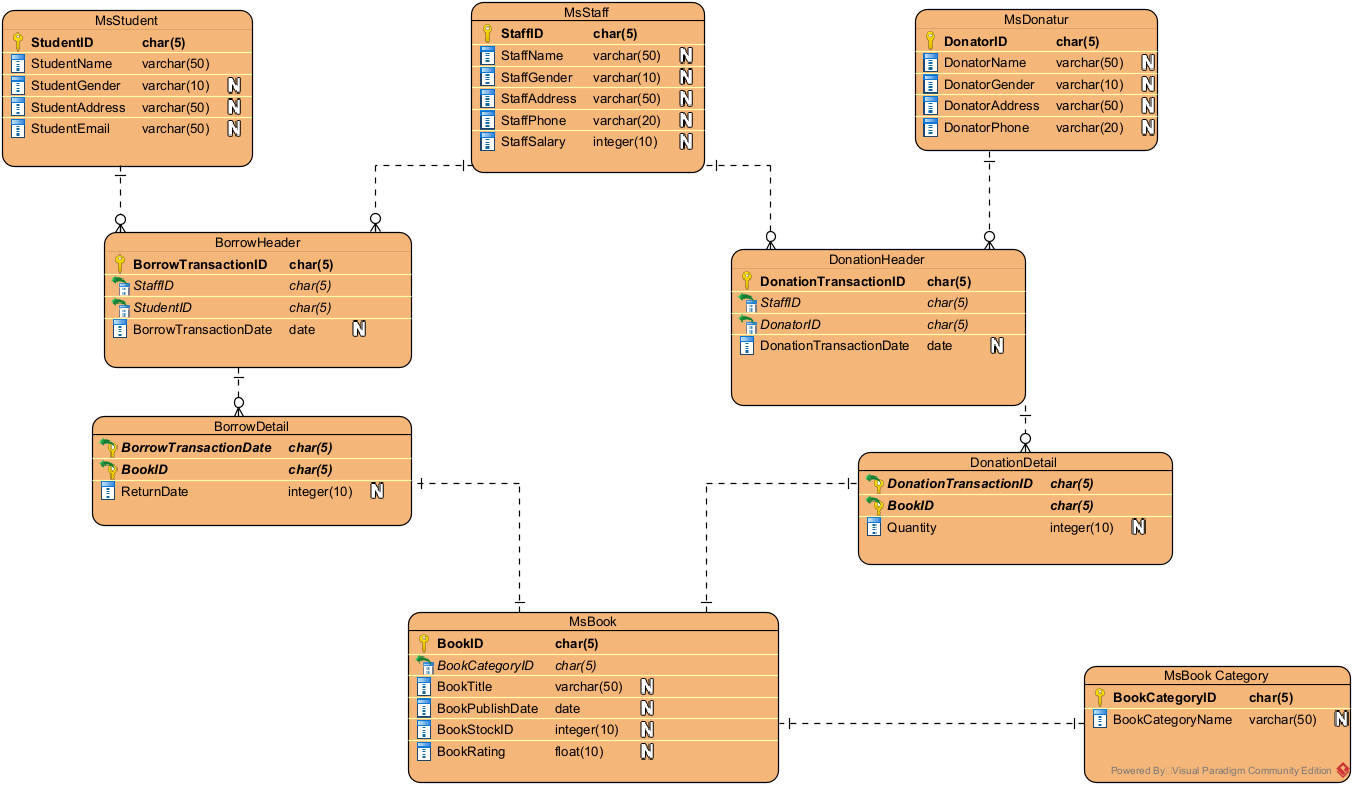 MsStudent
StudentID char(5)
StudentName varchar(50)
StudentGender varchar(10) N
StudentAddress varchar(50) N
StudentEmail varchar(50) N
MsStaff
StaffID char(5)
StaffName varchar(50) N
StaffGender varchar(10) N
StaffAddress varchar(50) N
StaffPhone varchar(20) N
StaffSalary integer(10) N
MsDonatur
DonatorID char(5)
DonatorName varchar(50) N
DonatorGender varchar(10) N
DonatorAddress varchar(50) N
DonatorPhone varchar(20) N
BorrowHeader
BorrowTransactionID char(5)
StaffID char(5)
StudentID char(5)
BorrowTransactionDate date N
DonationHeader
DonationTransactionID char(5)
StaffID char(5)
DonatorID char(5)
DonationTransactionDate date N
BorrowDetail
BorrowTransactionDate char(5)
BookID char(5)
ReturnDate integer(10) N
DonationDetail
DonationTransactionID char(5)
BookID char(5)
Quantity integer(10) N
MsBook
BookID char(5)
BookCategoryID char(5)
BookTitle varchar(50) N
BookPublishDate date N
BookStockID integer(10) N
BookRating float(10) N
MsBook Category
BookCategoryID char(5)
BookCategoryName varchar(50) N
Powered By Visual Paradigm Community Edition